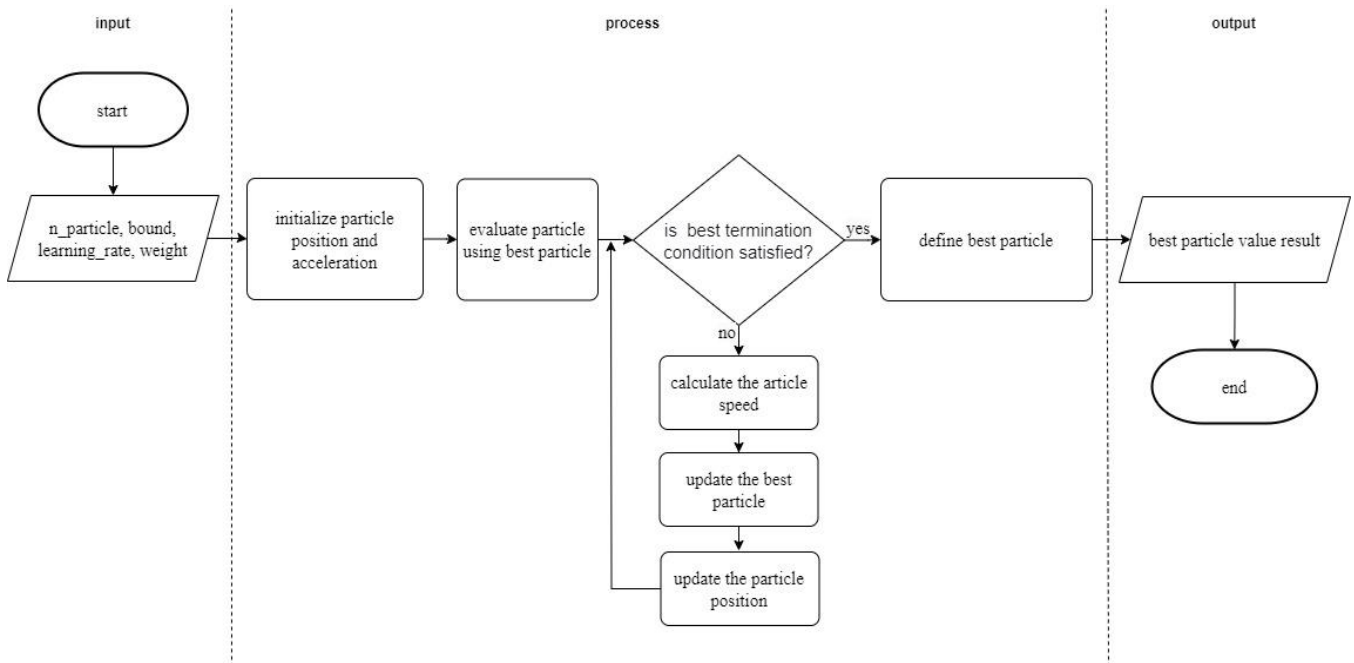 input
process
output
start
n_particle, bound,
learning_rate, weight
initialize particle
position and
acceleration
evaluate particle
using best particle
is best termination
condition satisfied?
yes
define best particle
best particle value result
no
calculate the article
speed
end
update the best
particle
update the particle
position